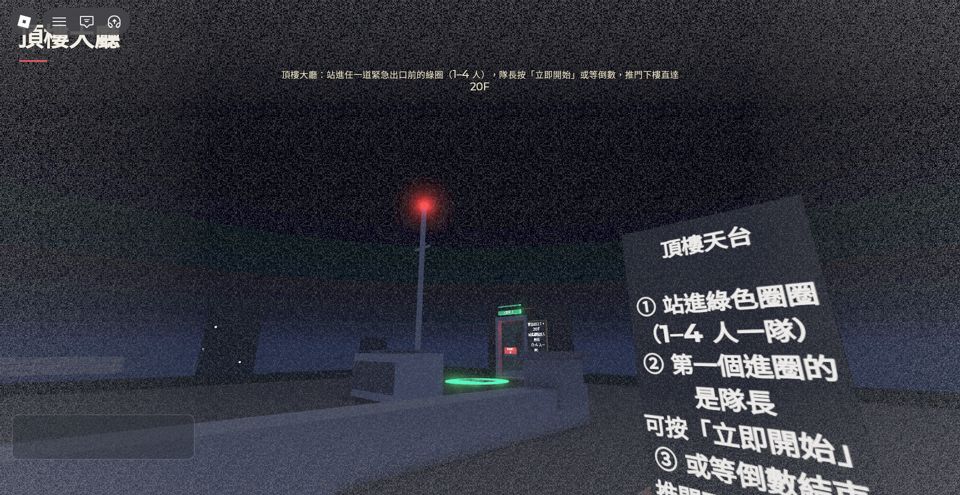 頂樓大廳
頂樓大廳：站進任一道緊急出口前的綠圈（1–4 人），隊長按「立即開始」或等倒數，推門下樓直達
20F
頂樓天台
① 站進綠色圈圈
（1–4 人一隊）
② 第一個進圈的
是隊長
可按「立即開始」
③ 或等倒數結束